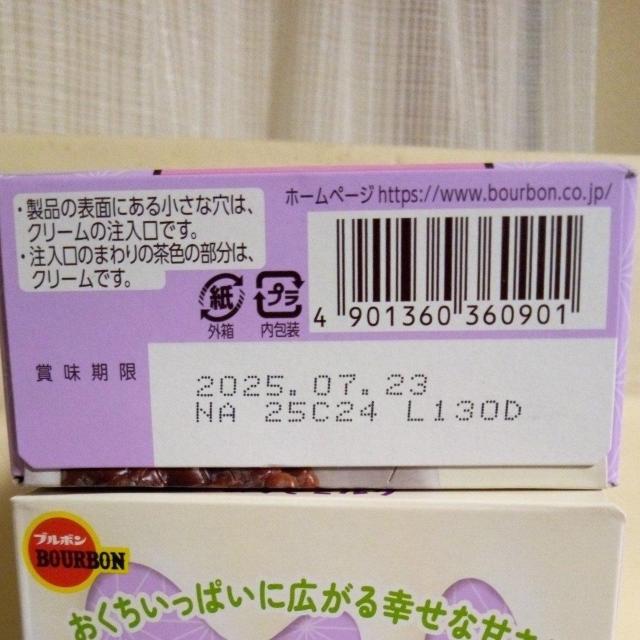 ・製品の表面にある小さな穴は、
クリームの注入口です。
・注入口のまわりの茶色の部分は、
クリームです。
ホームページ https://www.bourbon.co.jp/
紙
外箱
プラ
内包装
4 901360 360901
賞味期限
2025.07.23
NA 25C24 L130D
ブルボン
BOURBON
おくちいっぱいに広がる幸せな甘さ